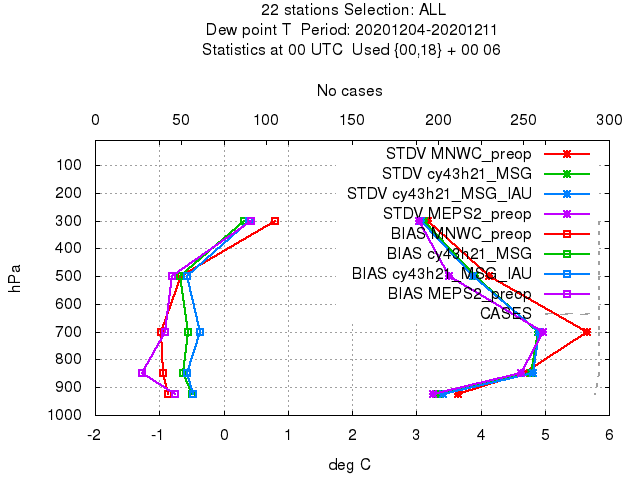 22 stations Selection: ALL
Dew point T  Period: 20201204-20201211
Statistics at 00 UTC  Used {00,18} + 00 06
No cases
0 50 100 150 200 250 300
100
200
300
400
500
600
700
800
900
1000
hPa
STDV MNWC_preop
STDV cy43h21_MSG
STDV cy43h21_MSG_IAU
STDV MEPS2_preop
BIAS MNWC_preop
BIAS cy43h21_MSG
BIAS cy43h21_MSG_IAU
BIAS MEPS2_preop
CASES
-2 -1 0 1 2 3 4 5 6
deg C